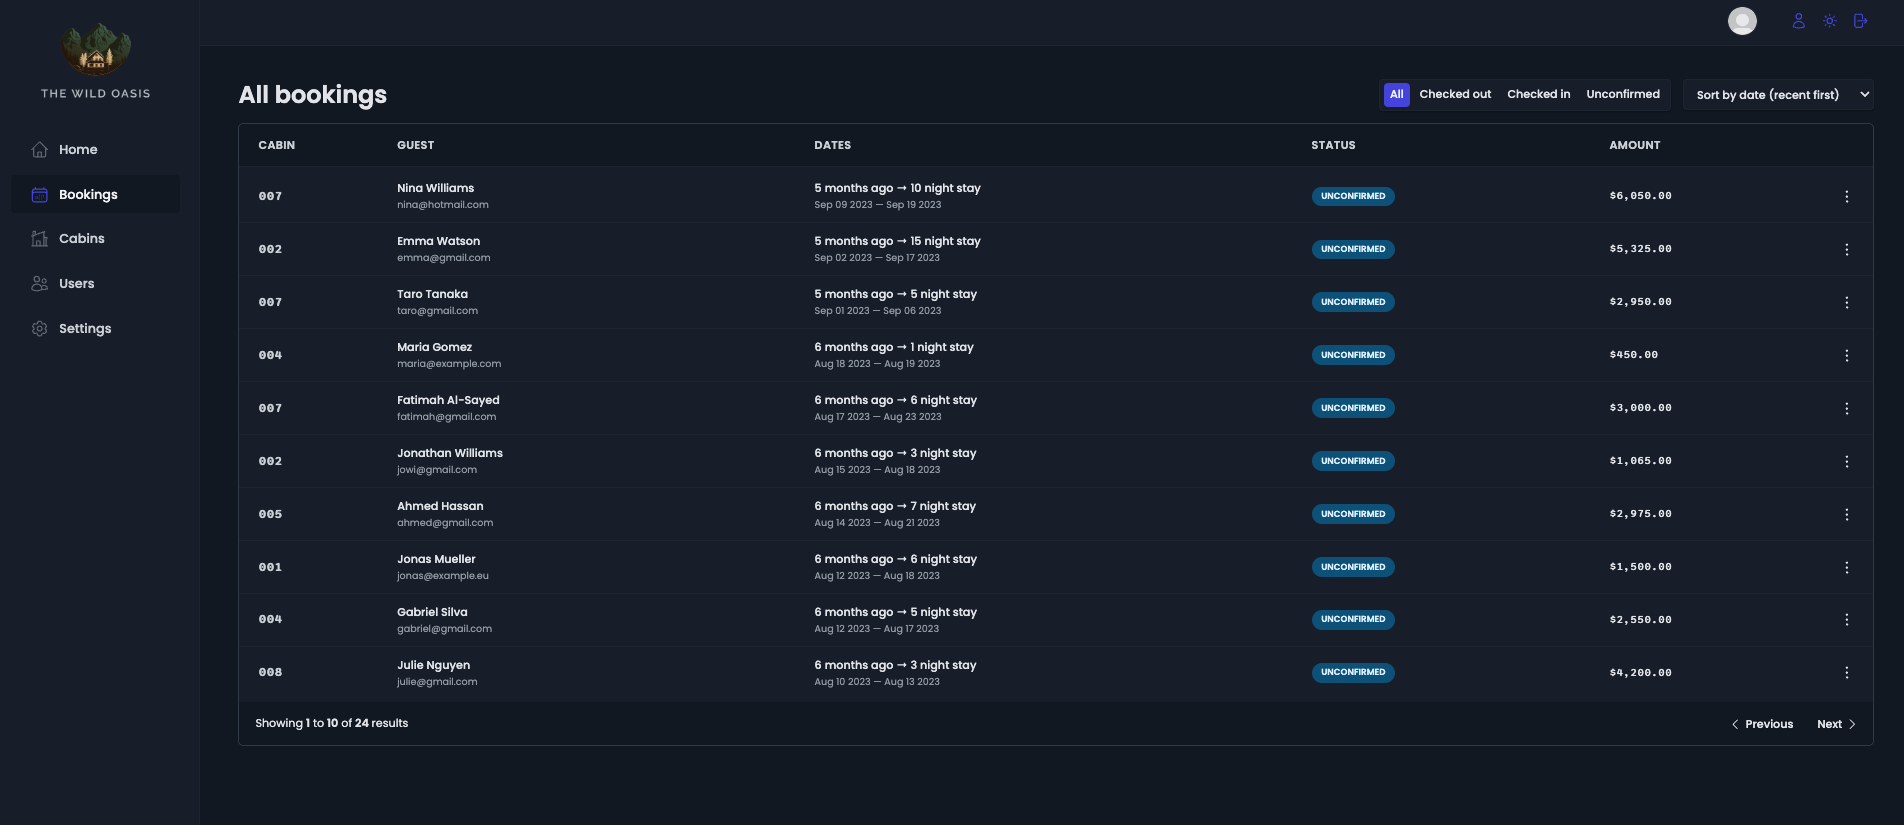 THE WILD OASIS
Home
Bookings
Cabins
Users
Settings
All bookings
All Checked out Checked in Unconfirmed Sort by date (recent first)
CABIN GUEST DATES STATUS AMOUNT
007 Nina Williams 5 months ago → 10 night stay UNCONFIRMED $6,050.00
nina@hotmail.com Sep 09 2023 — Sep 19 2023
002 Emma Watson 5 months ago → 15 night stay UNCONFIRMED $5,325.00
emma@gmail.com Sep 02 2023 — Sep 17 2023
007 Taro Tanaka 5 months ago → 5 night stay UNCONFIRMED $2,950.00
taro@gmail.com Sep 01 2023 — Sep 06 2023
004 Maria Gomez 6 months ago → 1 night stay UNCONFIRMED $450.00
maria@example.com Aug 18 2023 — Aug 19 2023
007 Fatimah Al-Sayed 6 months ago → 6 night stay UNCONFIRMED $3,000.00
fatimah@gmail.com Aug 17 2023 — Aug 23 2023
002 Jonathan Williams 6 months ago → 3 night stay UNCONFIRMED $1,065.00
jowi@gmail.com Aug 15 2023 — Aug 18 2023
005 Ahmed Hassan 6 months ago → 7 night stay UNCONFIRMED $2,975.00
ahmed@gmail.com Aug 14 2023 — Aug 21 2023
001 Jonas Mueller 6 months ago → 6 night stay UNCONFIRMED $1,500.00
jonas@example.eu Aug 12 2023 — Aug 18 2023
004 Gabriel Silva 6 months ago → 5 night stay UNCONFIRMED $2,550.00
gabriel@gmail.com Aug 12 2023 — Aug 17 2023
008 Julie Nguyen 6 months ago → 3 night stay UNCONFIRMED $4,200.00
julie@gmail.com Aug 10 2023 — Aug 13 2023
Showing 1 to 10 of 24 results Previous Next